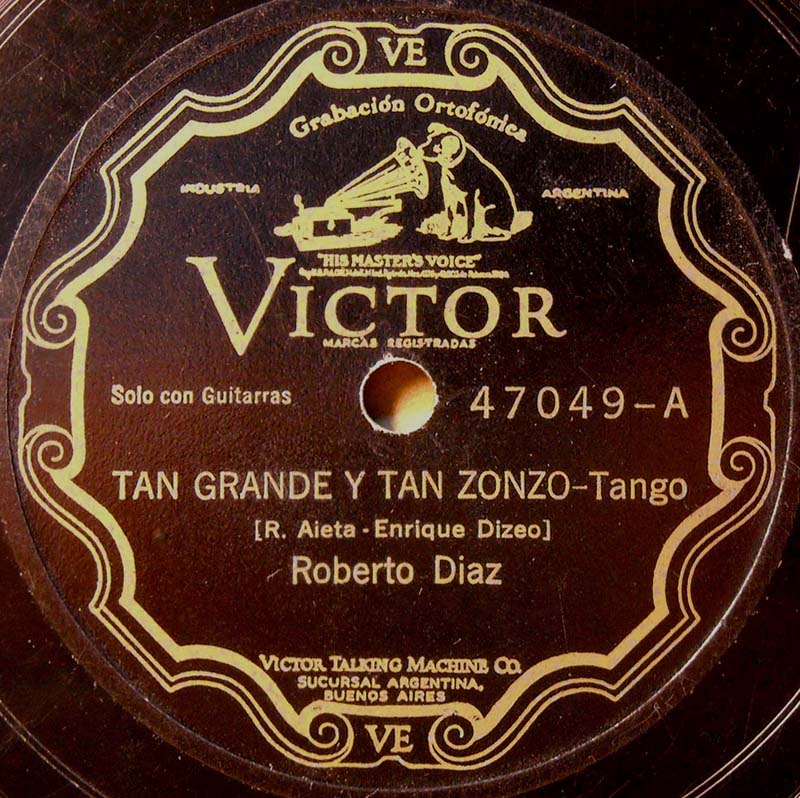 VE
Grabación Ortofónica
INDUSTRIA
ARGENTINA
"HIS MASTER'S VOICE"
VICTOR
MARCAS REGISTRADAS
Solo con Guitarras
47049-A
TAN GRANDE Y TAN ZONZO-Tango
[R. Aieta - Enrique Dizeo]
Roberto Diaz
VICTOR TALKING MACHINE CO.
SUCURSAL ARGENTINA,
BUENOS AIRES
VE